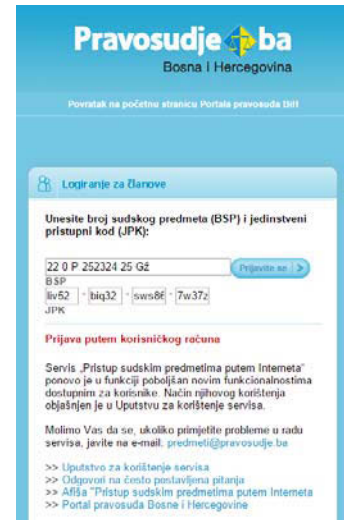 Pravosudje ba
Bosna i Hercegovina
Povratak na početnu stranicu Portala pravosuđa BiH
Logiranje za članove
Unesite broj sudskog predmeta (BSP) i jedinstveni
pristupni kod (JPK):
22 0 P 252324 25 Gž
Prijavite se
BSP
liv52 - biq32 - sws8f - 7w37z
JPK
Prijava putem korisničkog računa
Servis „Pristup sudskim predmetima putem Interneta"
ponovo je u funkciji poboljšan novim funkcionalnostima
dostupnim za korisnike. Način njihovog korištenja
objašnjen je u Uputstvu za korištenje servisa.
Molimo Vas da se, ukoliko primjetite probleme u radu
servisa, javite na e-mail: predmeti@pravosudje.ba
>> Uputstvo za korištenje servisa
>> Odgovori na često postavljena pitanja
>> Afiša "Pristup sudskim predmetima putem Interneta
>> Portal pravosuđa Bosne i Hercegovine